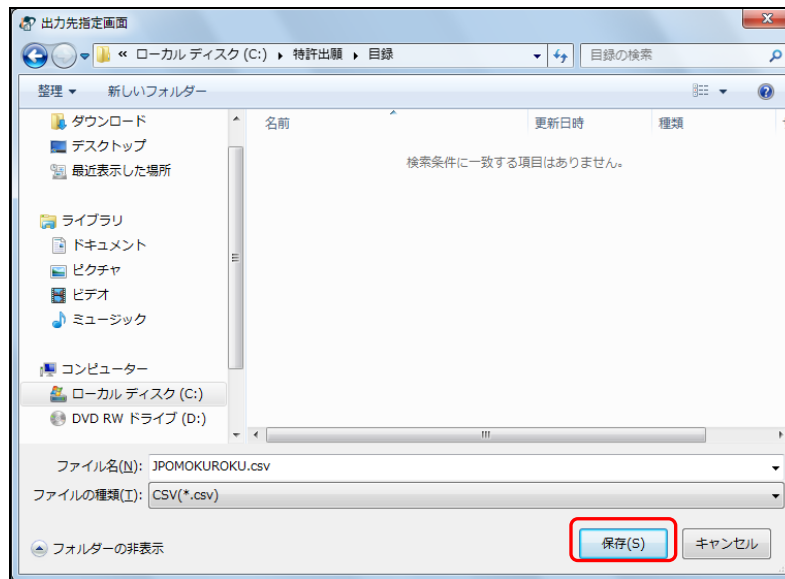 出力先指定画面
« ローカル ディスク (C:) ▸ 特許出願 ▸ 目録
目録の検索
整理 ▼ 新しいフォルダー
ダウンロード
デスクトップ
最近表示した場所
ライブラリ
ドキュメント
ピクチャ
ビデオ
ミュージック
コンピューター
ローカル ディスク (C:)
DVD RW ドライブ (D:)
名前 更新日時 種類
検索条件に一致する項目はありません。
ファイル名(N): JPOMOKUROKU.csv
ファイルの種類(T): CSV(*.csv)
フォルダーの非表示
保存(S) キャンセル